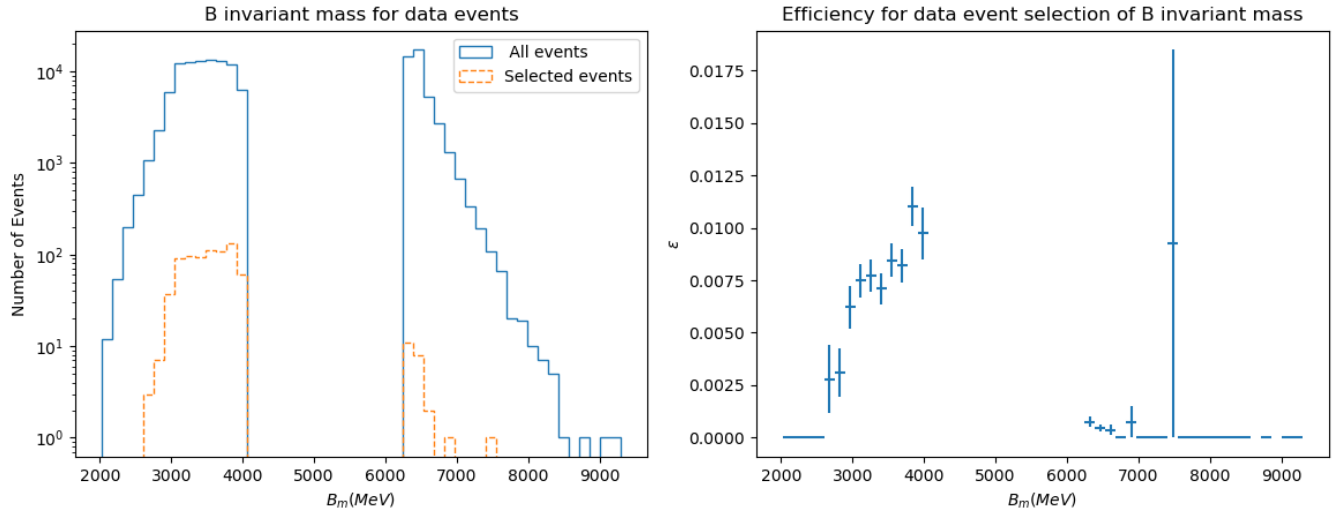 B invariant mass for data events
All events
Selected events
Number of Events
10^4
10^3
10^2
10^1
10^0
2000 3000 4000 5000 6000 7000 8000 9000
B_m(MeV)
Efficiency for data event selection of B invariant mass
ε
0.0175
0.0150
0.0125
0.0100
0.0075
0.0050
0.0025
0.0000
2000 3000 4000 5000 6000 7000 8000 9000
B_m(MeV)